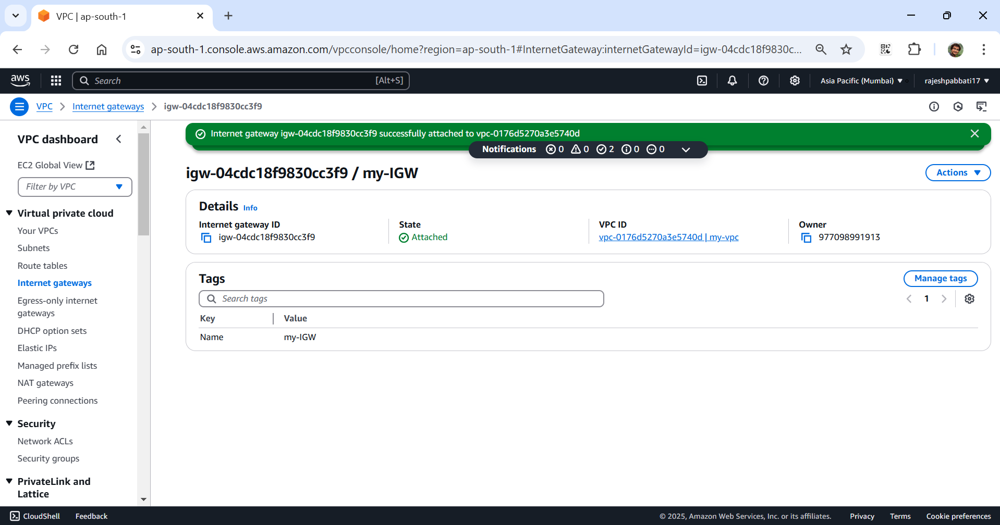 VPC | ap-south-1
ap-south-1.console.aws.amazon.com/vpcconsole/home?region=ap-south-1#InternetGateway:internetGatewayId=igw-04cdc18f9830c...
aws
Search [Alt+S]
Asia Pacific (Mumbai)
rajeshpabbati17
VPC
Internet gateways
igw-04cdc18f9830cc3f9
VPC dashboard
EC2 Global View
Filter by VPC
Virtual private cloud
Your VPCs
Subnets
Route tables
Internet gateways
Egress-only internet
gateways
DHCP option sets
Elastic IPs
Managed prefix lists
NAT gateways
Peering connections
Security
Network ACLs
Security groups
PrivateLink and
Lattice
Internet gateway igw-04cdc18f9830cc3f9 successfully attached to vpc-0176d5270a3e5740d
Notifications 0 0 2 0 0
igw-04cdc18f9830cc3f9 / my-IGW
Actions
Details Info
Internet gateway ID
igw-04cdc18f9830cc3f9
State
Attached
VPC ID
vpc-0176d5270a3e5740d | my-vpc
Owner
977098991913
Tags
Manage tags
Search tags
1
Key Value
Name my-IGW
CloudShell
Feedback
© 2025, Amazon Web Services, Inc. or its affiliates.
Privacy
Terms
Cookie preferences